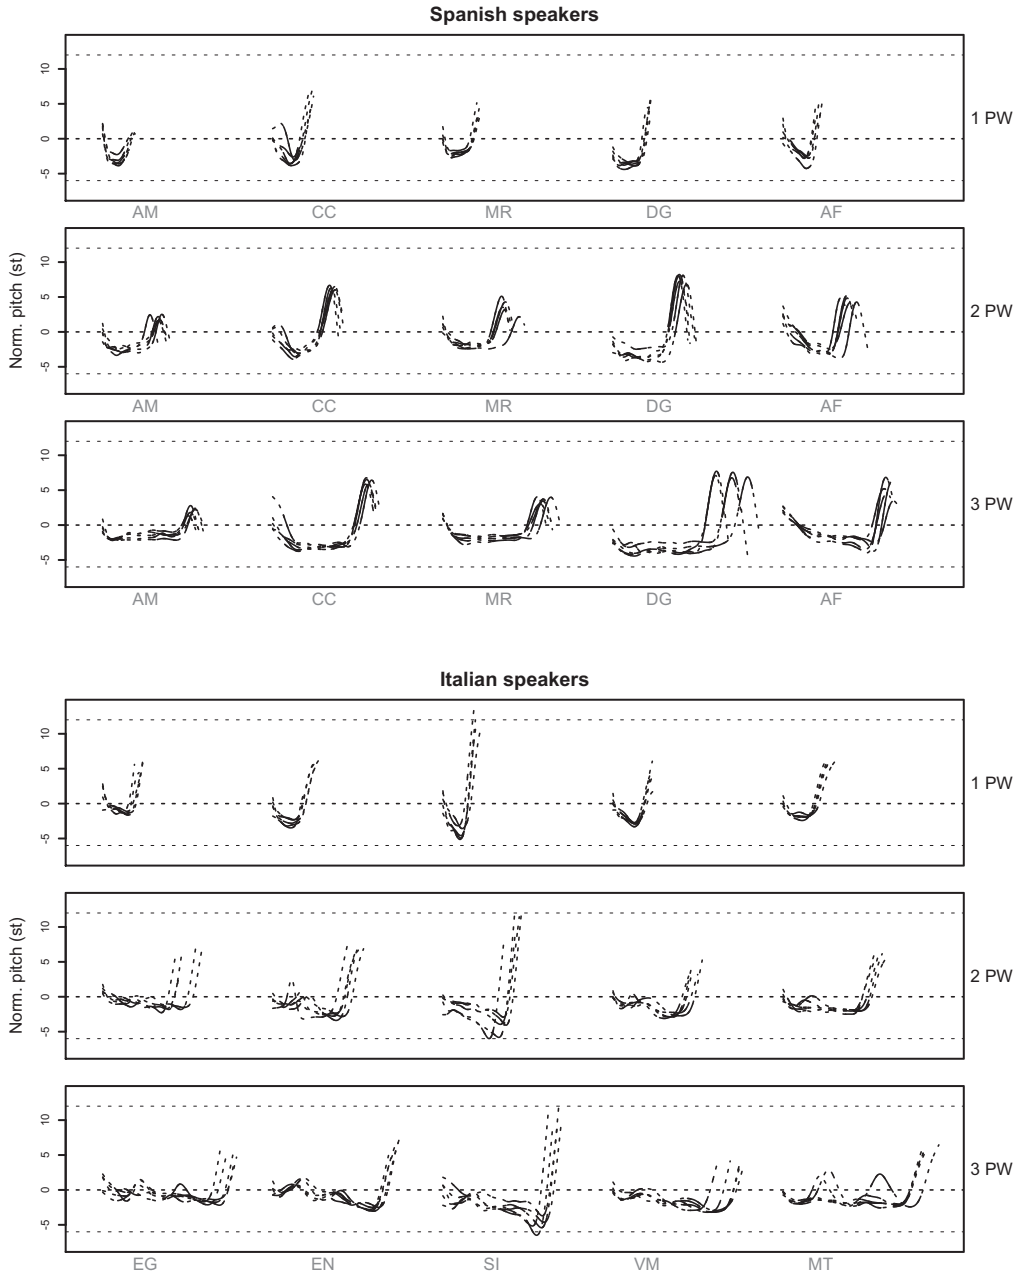 Spanish speakers
10
5
0
-5
1 PW
AM CC MR DG AF
10
5
0
-5
2 PW
Norm. pitch (st)
AM CC MR DG AF
10
5
0
-5
3 PW
AM CC MR DG AF
Italian speakers
10
5
0
-5
1 PW
10
5
0
-5
2 PW
Norm. pitch (st)
10
5
0
-5
3 PW
EG EN SI VM MT